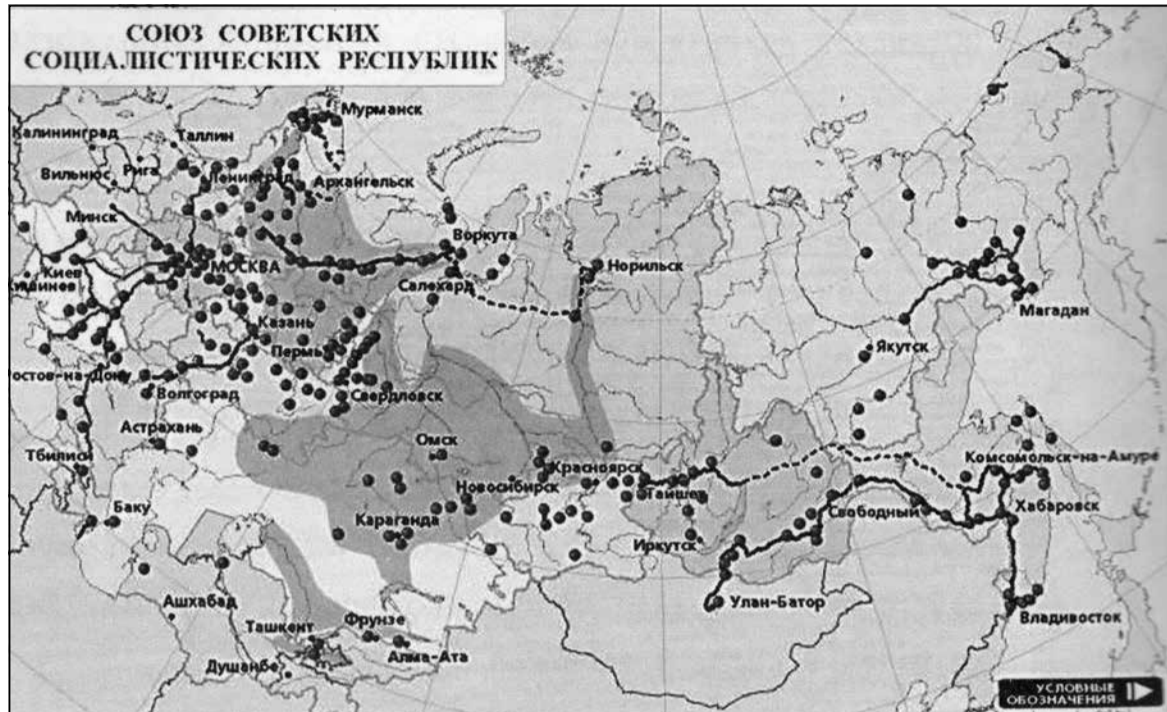 СОЮЗ СОВЕТСКИХ
СОЦИАЛИСТИЧЕСКИХ РЕСПУБЛИК
Мурманск
Калининград
Таллин
Вильнюс
Рига
Ленинград
Архангельск
Минск
Воркута
Киев
МОСКВА
Норильск
Кишинев
Салехард
Магадан
Казань
Пермь
Якутск
остов-на-Дону
Волгоград
Свердловск
Астрахань
Омск
Тбилиси
Красноярск
Комсомольск-на-Амуре
Новосибирск
Тайшет
Баку
Караганда
Свободный
Хабаровск
Иркутск
Ашхабад
Фрунзе
Улан-Батор
Владивосток
Ташкент
Душанбе
Алма-Ата
УСЛОВНЫЕ
ОБОЗНАЧЕНИЯ